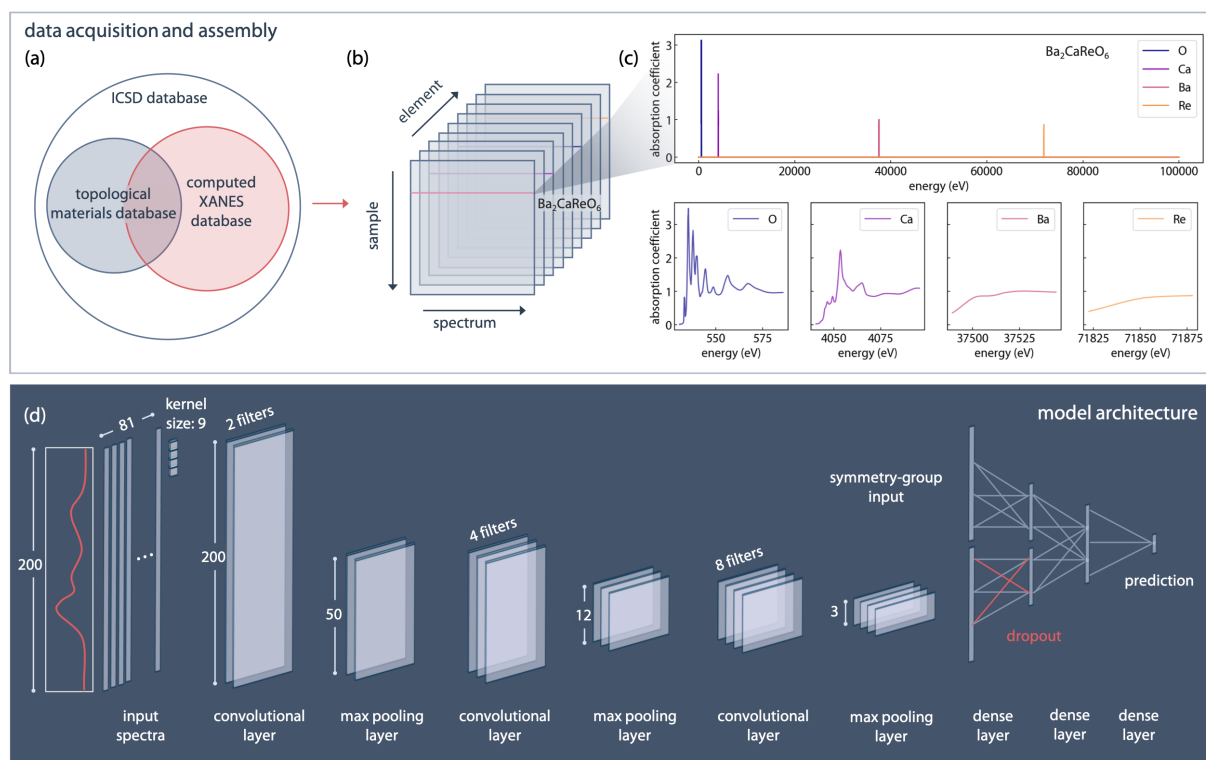 data acquisition and assembly
(a)
ICSD database
topological
materials database
computed
XANES
database
(b)
element
sample
spectrum
Ba₂CaReO₆
(c)
Ba₂CaReO₆
O
Ca
Ba
Re
absorption coefficient
3
2
1
0
0
20000
40000
60000
80000
100000
energy (eV)
absorption coefficient
3
2
1
0
O
550
575
energy (eV)
Ca
4050
4075
energy (eV)
Ba
37500
37525
energy (eV)
Re
71825
71850
71875
energy (eV)
(d)
model architecture
200
81
kernel
size: 9
2 filters
200
50
4 filters
12
8 filters
3
symmetry-group
input
dropout
prediction
input
spectra
convolutional
layer
max pooling
layer
convolutional
layer
max pooling
layer
convolutional
layer
max pooling
layer
dense
layer
dense
layer
dense
layer